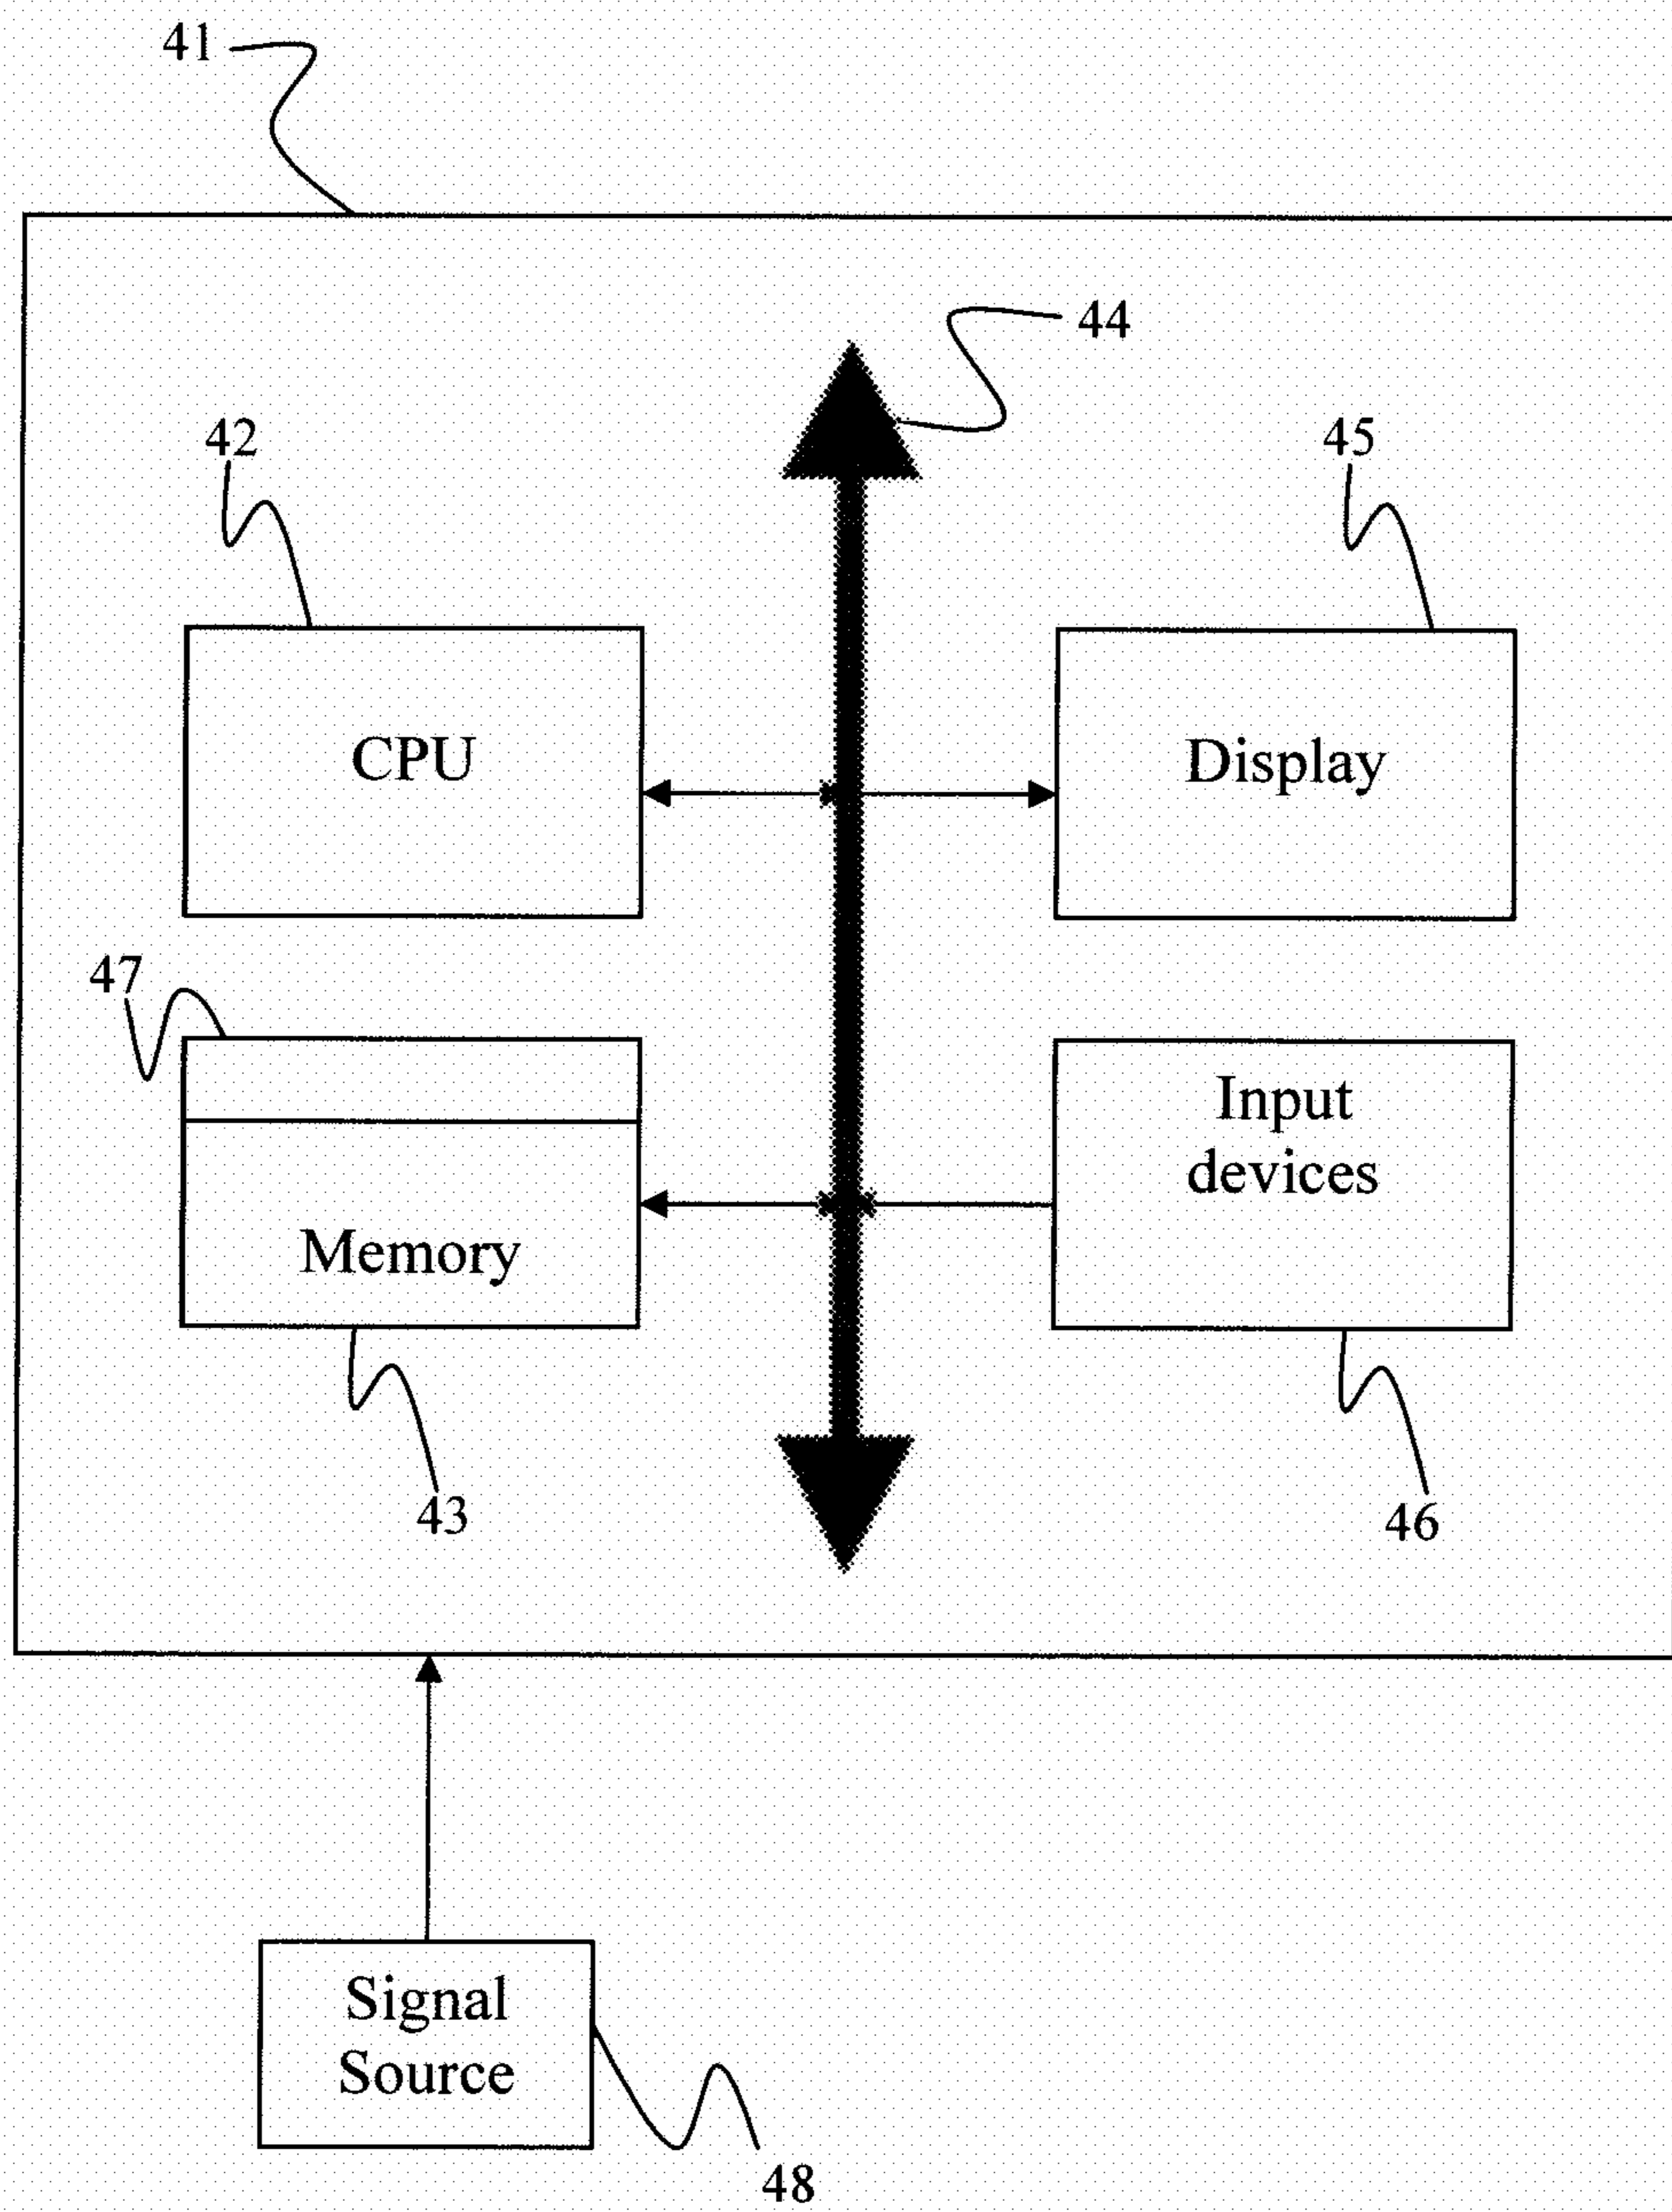 41
44
42
45
CPU
Display
47
Input
devices
Memory
43
46
Signal
Source
48